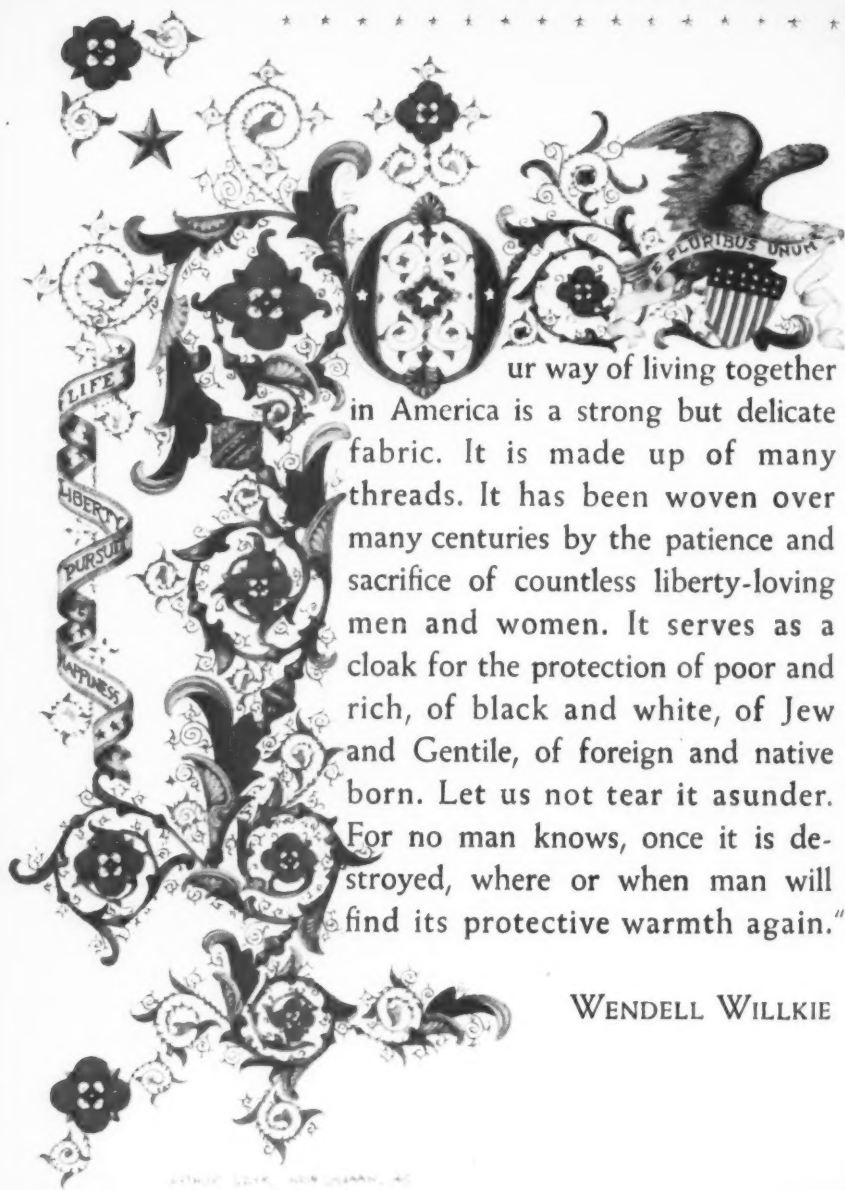 E PLURIBUS UNUM
LIFE
LIBERTY
PURSUIT
HAPPINESS
Our way of living together
in America is a strong but delicate
fabric. It is made up of many
threads. It has been woven over
many centuries by the patience and
sacrifice of countless liberty-loving
men and women. It serves as a
cloak for the protection of poor and
rich, of black and white, of Jew
and Gentile, of foreign and native
born. Let us not tear it asunder.
For no man knows, once it is de-
stroyed, where or when man will
find its protective warmth again."
WENDELL WILLKIE